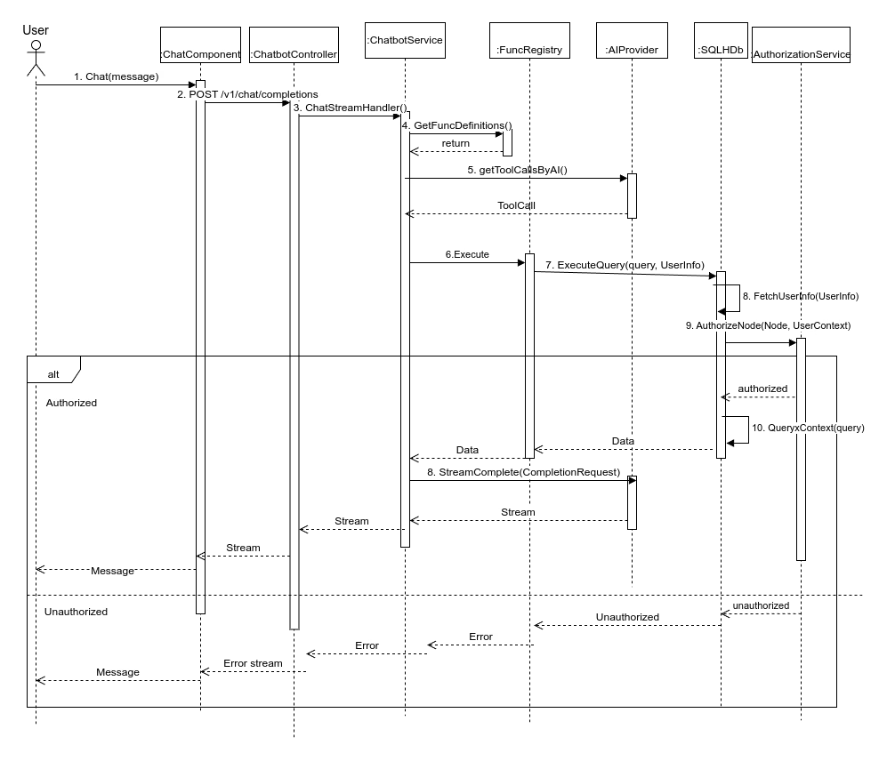 User
:ChatComponent
:ChatbotController
:ChatbotService
:FuncRegistry
:AIProvider
:SQLHDb
:AuthorizationService
1. Chat(message)
2. POST /v1/chat/completions
3. ChatStreamHandler()
4. GetFuncDefinitions()
return
5. getToolCallsByAI()
ToolCall
6.Execute
7. ExecuteQuery(query, UserInfo)
8. FetchUserInfo(UserInfo)
9. AuthorizeNode(Node, UserContext)
alt
Authorized
authorized
10. QueryxContext(query)
Data
Data
8. StreamComplete(CompletionRequest)
Stream
Stream
Stream
Message
Unauthorized
unauthorized
Unauthorized
Error
Error
Error stream
Message